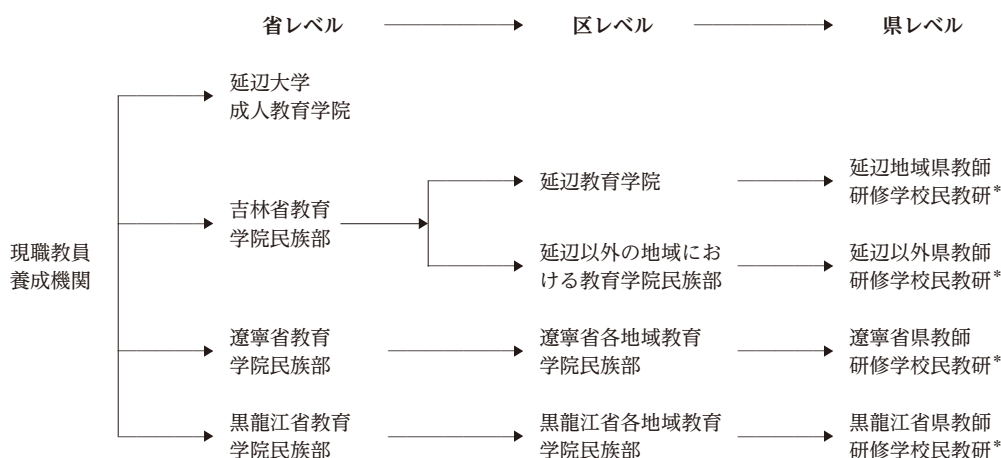 省レベル 区レベル 県レベル
延辺大学
成人教育学院
吉林省教育
学院民族部
延辺教育学院
延辺地域県教師
研修学校民教研*
延辺以外の地域にお
ける教育学院民族部
延辺以外県教師
研修学校民教研*
現職教員
養成機関
遼寧省教育
学院民族部
遼寧省各地域教育
学院民族部
遼寧省県教師
研修学校民教研*
黒龍江省教育
学院民族部
黒龍江省各地域教育
学院民族部
黒龍江省県教師
研修学校民教研*